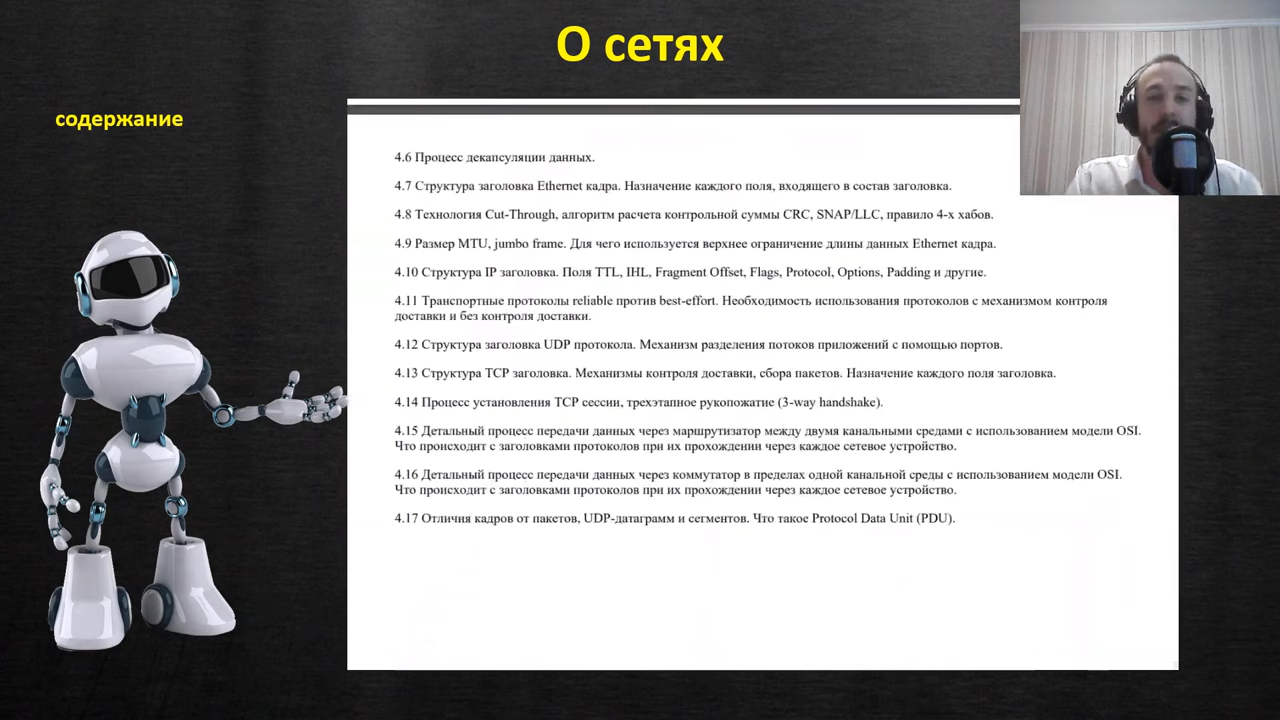 О сетях
содержание
4.6 Процесс декапсуляции данных.
4.7 Структура заголовка Ethernet кадра. Назначение каждого поля, входящего в состав заголовка.
4.8 Технология Cut-Through, алгоритм расчета контрольной суммы CRC, SNAP/LLC, правило 4-х хабов.
4.9 Размер MTU, jumbo frame. Для чего используется верхнее ограничение длины данных Ethernet кадра.
4.10 Структура IP заголовка. Поля TTL, IHL, Fragment Offset, Flags, Protocol, Options, Padding и другие.
4.11 Транспортные протоколы reliable против best-effort. Необходимость использования протоколов с механизмом контроля
доставки и без контроля доставки.
4.12 Структура заголовка UDP протокола. Механизм разделения потоков приложений с помощью портов.
4.13 Структура TCP заголовка. Механизмы контроля доставки, сбора пакетов. Назначение каждого поля заголовка.
4.14 Процесс установления TCP сессии, трехэтапное рукопожатие (3-way handshake).
4.15 Детальный процесс передачи данных через маршрутизатор между двумя канальными средами с использованием модели OSI.
Что происходит с заголовками протоколов при их прохождении через каждое сетевое устройство.
4.16 Детальный процесс передачи данных через коммутатор в пределах одной канальной среды с использованием модели OSI.
Что происходит с заголовками протоколов при их прохождении через каждое сетевое устройство.
4.17 Отличия кадров от пакетов, UDP-датаграмм и сегментов. Что такое Protocol Data Unit (PDU).